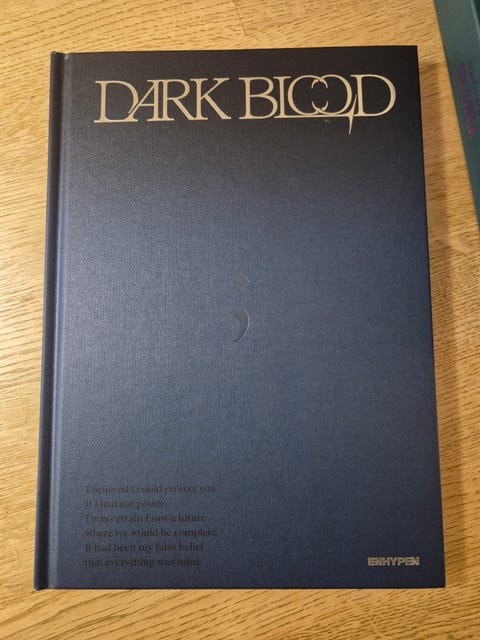 DARK BLOOD
;
I believed I could protect you
if I had the power.
I was certain I saw a future
where we would be complete.
It had been my false belief
that everything was mine.
ENHYPEN